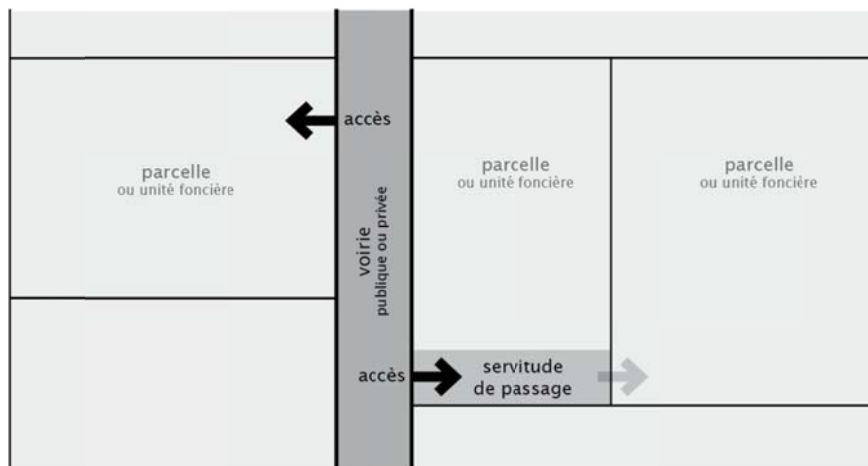 accès
parcelle
ou unité foncière
parcelle
ou unité foncière
parcelle
ou unité foncière
voirie
publique ou privée
accès
servitude
de passage